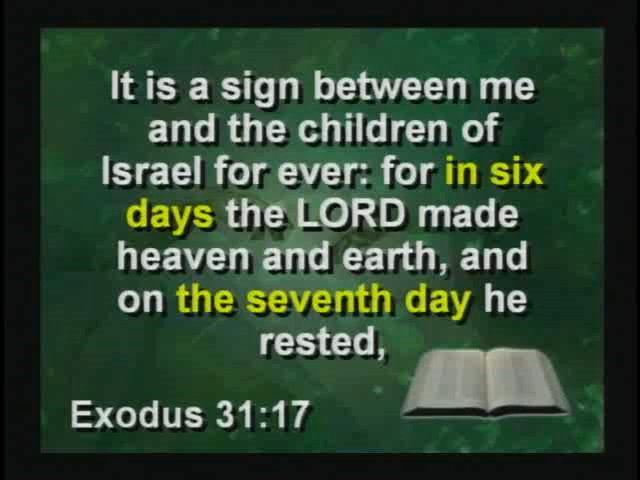 It is a sign between me
and the children of
Israel for ever: for in six
days the LORD made
heaven and earth, and
on the seventh day he
rested,
Exodus 31:17